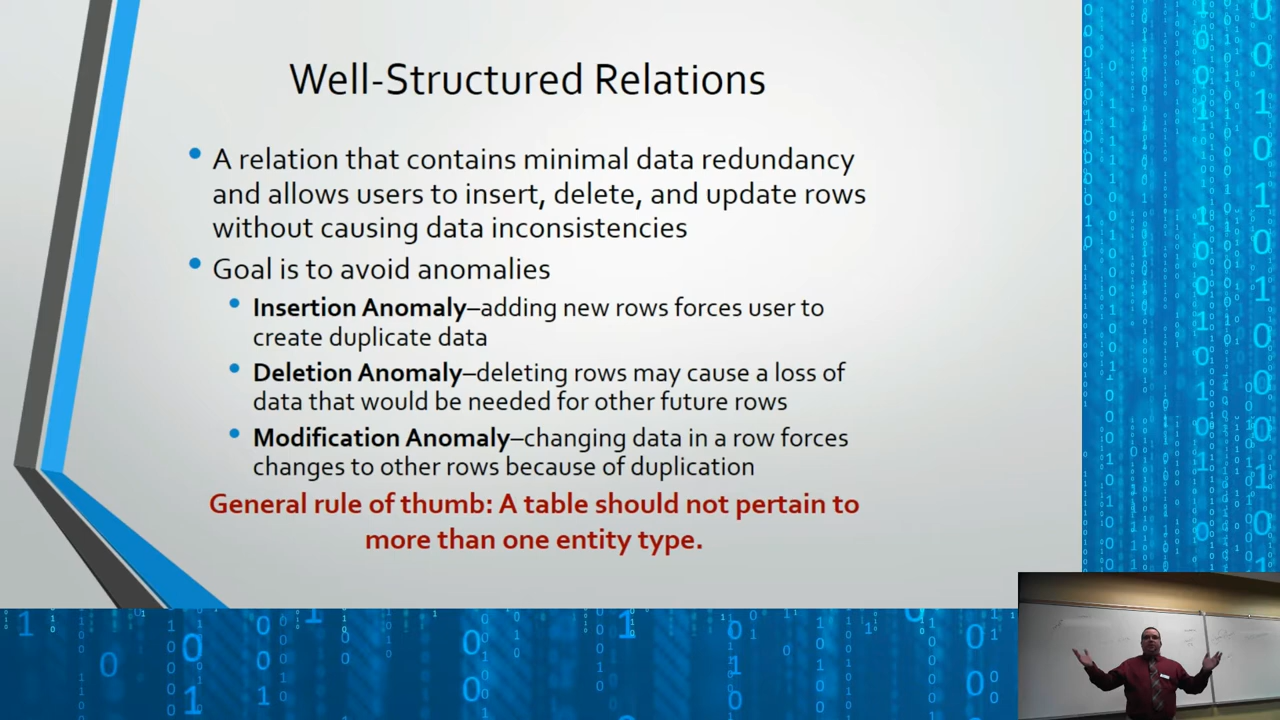 Well-Structured Relations
• A relation that contains minimal data redundancy
and allows users to insert, delete, and update rows
without causing data inconsistencies
• Goal is to avoid anomalies
• Insertion Anomaly–adding new rows forces user to
create duplicate data
• Deletion Anomaly–deleting rows may cause a loss of
data that would be needed for other future rows
• Modification Anomaly–changing data in a row forces
changes to other rows because of duplication
General rule of thumb: A table should not pertain to
more than one entity type.